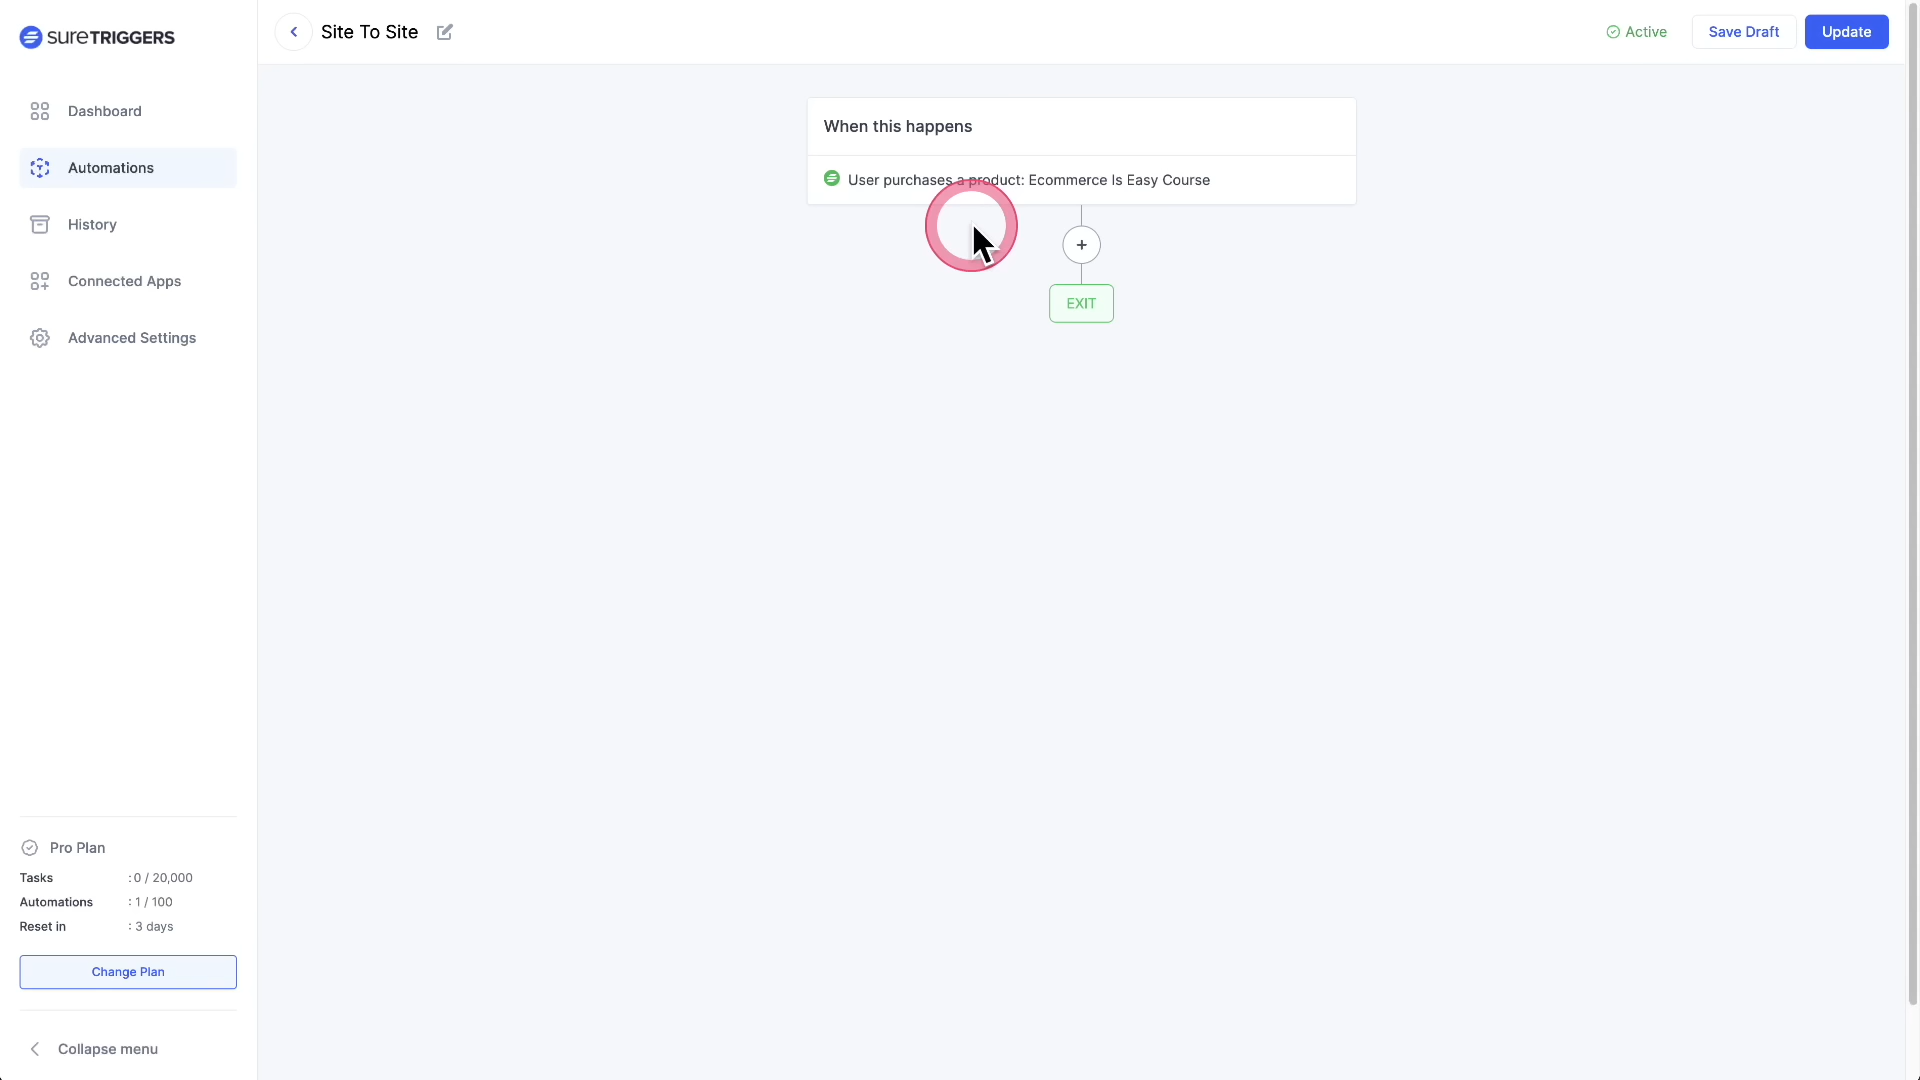 sureTRIGGERS
Site To Site
Active
Save Draft
Update
Dashboard
Automations
History
Connected Apps
Advanced Settings
When this happens
User purchases a product: Ecommerce Is Easy Course
+
EXIT
Pro Plan
Tasks : 0 / 20,000
Automations : 1 / 100
Reset in : 3 days
Change Plan
Collapse menu